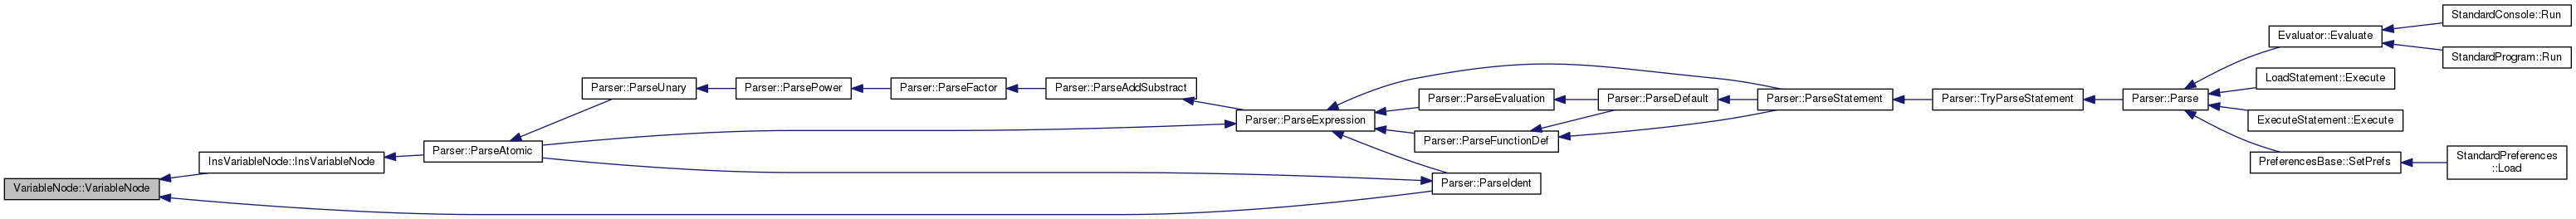 VariableNode::VariableNode
InsVariableNode::InsVariableNode
Parser::ParseAtomic
Parser::ParseUnary
Parser::ParsePower
Parser::ParseFactor
Parser::ParseAddSubstract
Parser::ParseExpression
Parser::ParseEvaluation
Parser::ParseFunctionDef
Parser::ParseIdent
Parser::ParseDefault
Parser::ParseStatement
Parser::TryParseStatement
Parser::Parse
Evaluator::Evaluate
LoadStatement::Execute
ExecuteStatement::Execute
PreferencesBase::SetPrefs
StandardConsole::Run
StandardProgram::Run
StandardPreferences
::Load